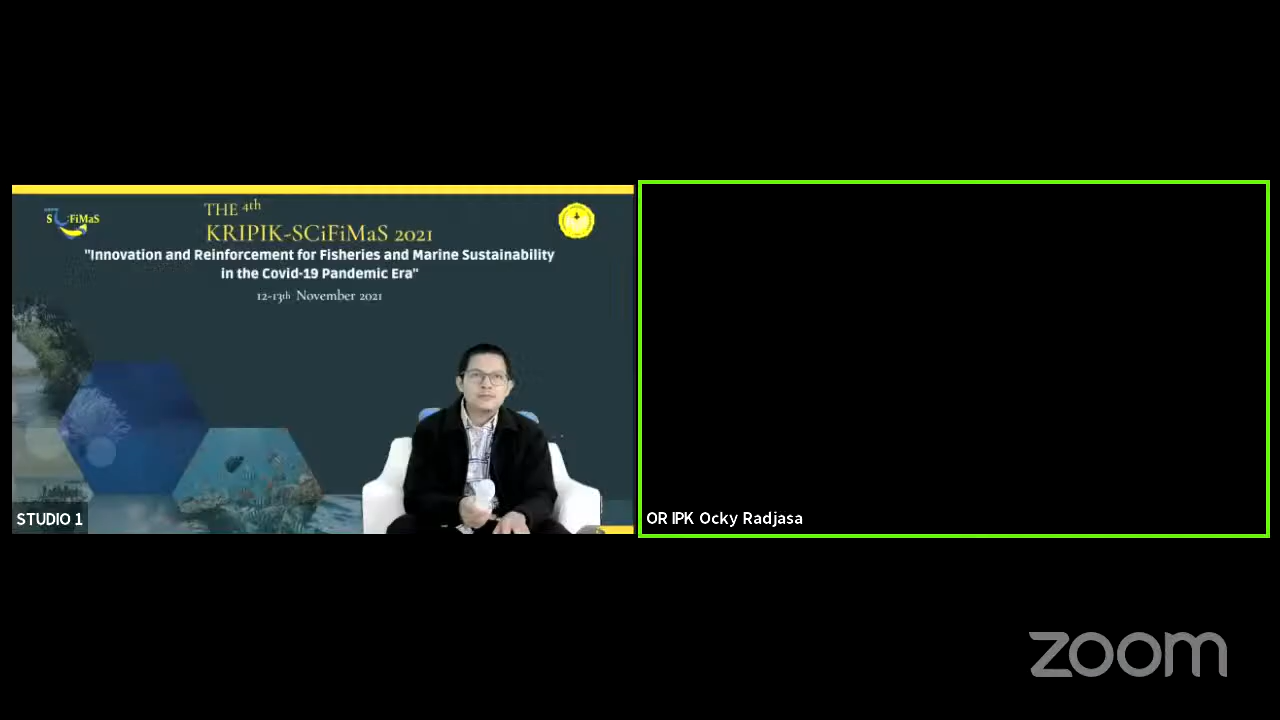 THE 4th
KRIPIK-SCiFiMaS 2021
S FiMaS
"Innovation and Reinforcement for Fisheries and Marine Sustainability
in the Covid-19 Pandemic Era"
12-13th November 2021
STUDIO 1
OR IPK Ocky Radjasa
zoom